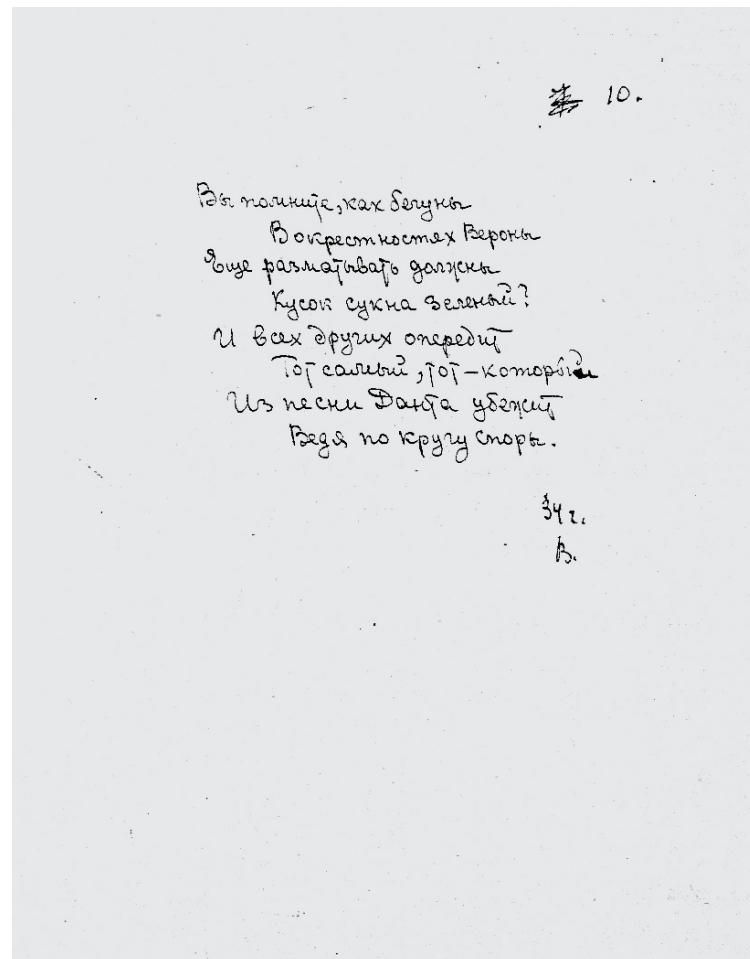 10.
Вы помните, как бегуны
В окрестностях Вероны
Еще разматывать должны
Кусок сукна зеленый?
И всех других опередит
Тот самый, тот – который
Из песни Данта убежит
Ведя по кругу споры.
34 г.
В.